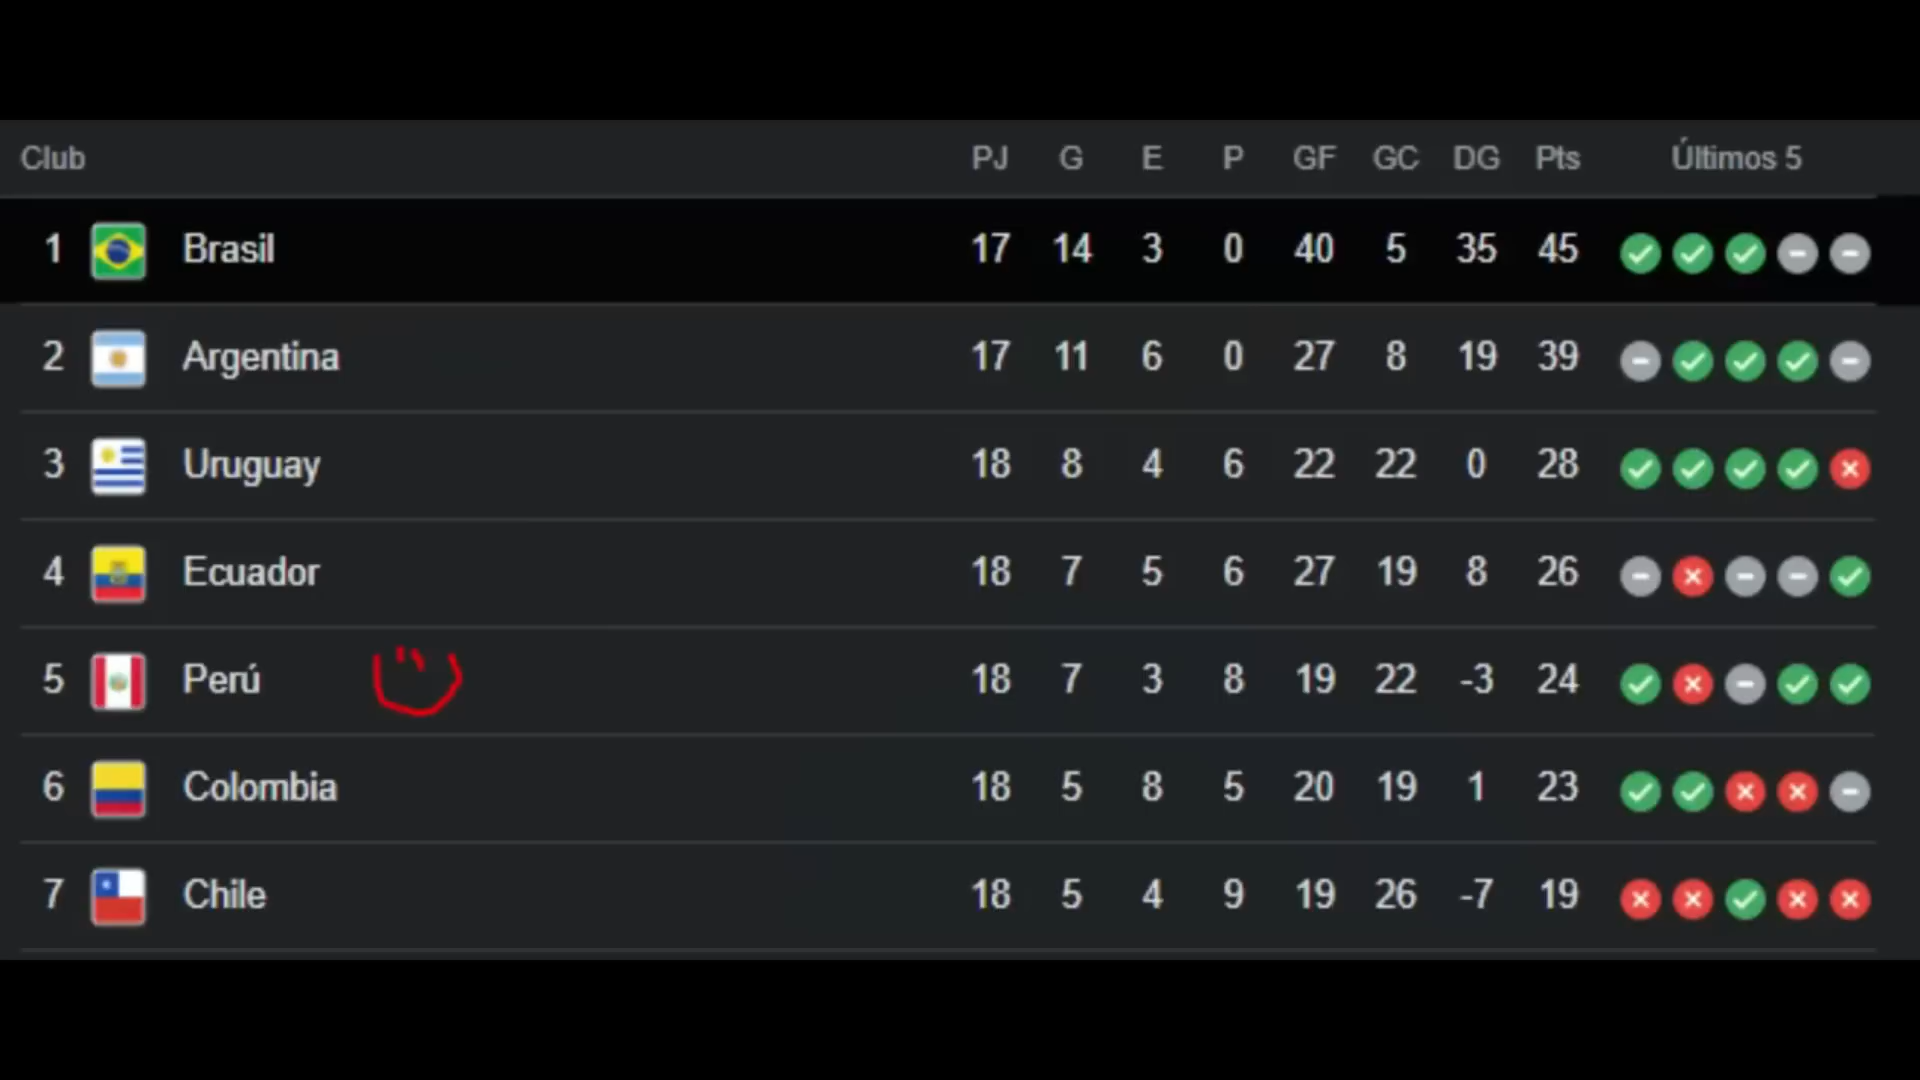 Club PJ G E P GF GC DG Pts Últimos 5
1 Brasil 17 14 3 0 40 5 35 45
2 Argentina 17 11 6 0 27 8 19 39
3 Uruguay 18 8 4 6 22 22 0 28
4 Ecuador 18 7 5 6 27 19 8 26
5 Perú 18 7 3 8 19 22 -3 24
6 Colombia 18 5 8 5 20 19 1 23
7 Chile 18 5 4 9 19 26 -7 19